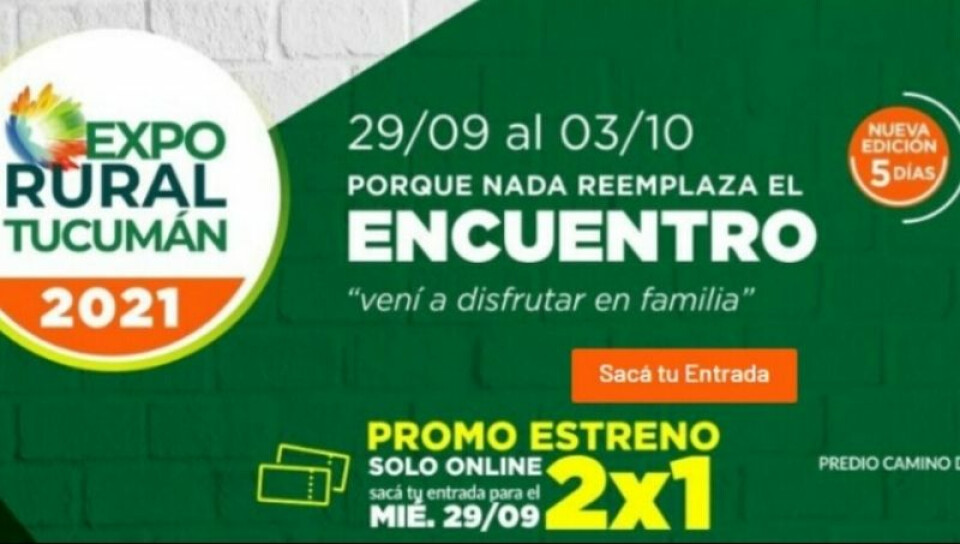 EXPO
RURAL
TUCUMÁN
2021
29/09 al 03/10
PORQUE NADA REEMPLAZA EL
ENCUENTRO
“vení a disfrutar en familia”
NUEVA
EDICIÓN
5 DÍAS
Sacá tu Entrada
PROMO ESTRENO
SOLO ONLINE
sacá tu entrada para el
MIÉ. 29/09
2x1
PREDIO CAMINO D